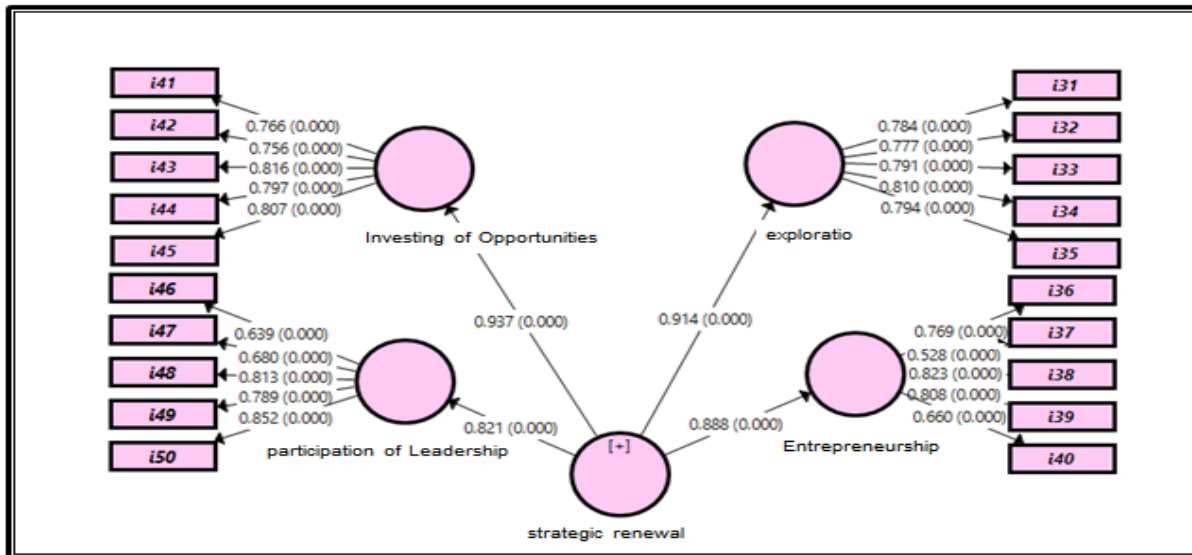 i41
i42
i43
i44
i45
i46
i47
i48
i49
i50
0.766 (0.000)
0.756 (0.000)
0.816 (0.000)
0.797 (0.000)
0.807 (0.000)
Investing of Opportunities
0.639 (0.000)
0.680 (0.000)
0.813 (0.000)
0.789 (0.000)
0.852 (0.000)
participation of Leadership
0.937 (0.000)
0.914 (0.000)
0.821 (0.000)
0.888 (0.000)
[+]
strategic renewal
0.784 (0.000)
0.777 (0.000)
0.791 (0.000)
0.810 (0.000)
0.794 (0.000)
exploratio
0.769 (0.000)
0.528 (0.000)
0.823 (0.000)
0.808 (0.000)
0.660 (0.000)
Entrepreneurship
i31
i32
i33
i34
i35
i36
i37
i38
i39
i40